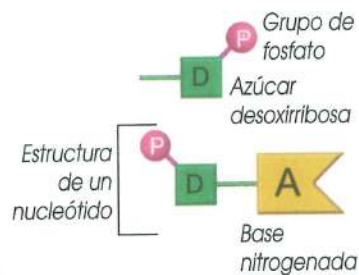 Grupo de
fosfato
P
D
Azúcar
desoxirribosa
Estructura
de un
nucleótido
P
D
A
Base
nitrogenada